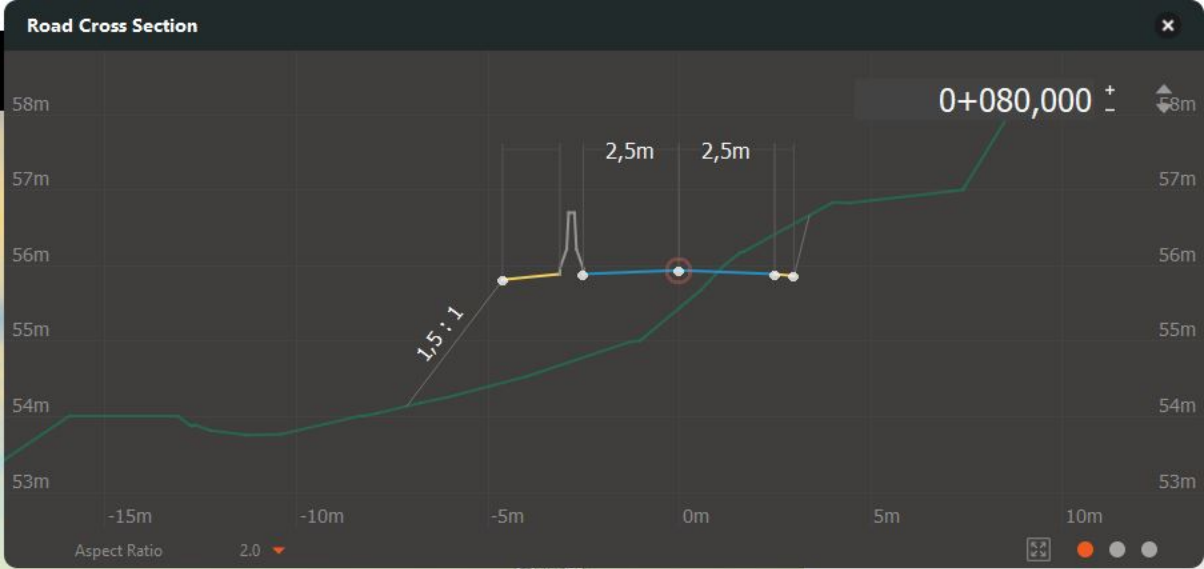 Road Cross Section
0+080,000 + −
58m 58m
2,5m 2,5m
57m 57m
56m 56m
1,5 : 1
55m 55m
54m 54m
53m 53m
-15m -10m -5m 0m 5m 10m
Aspect Ratio 2.0